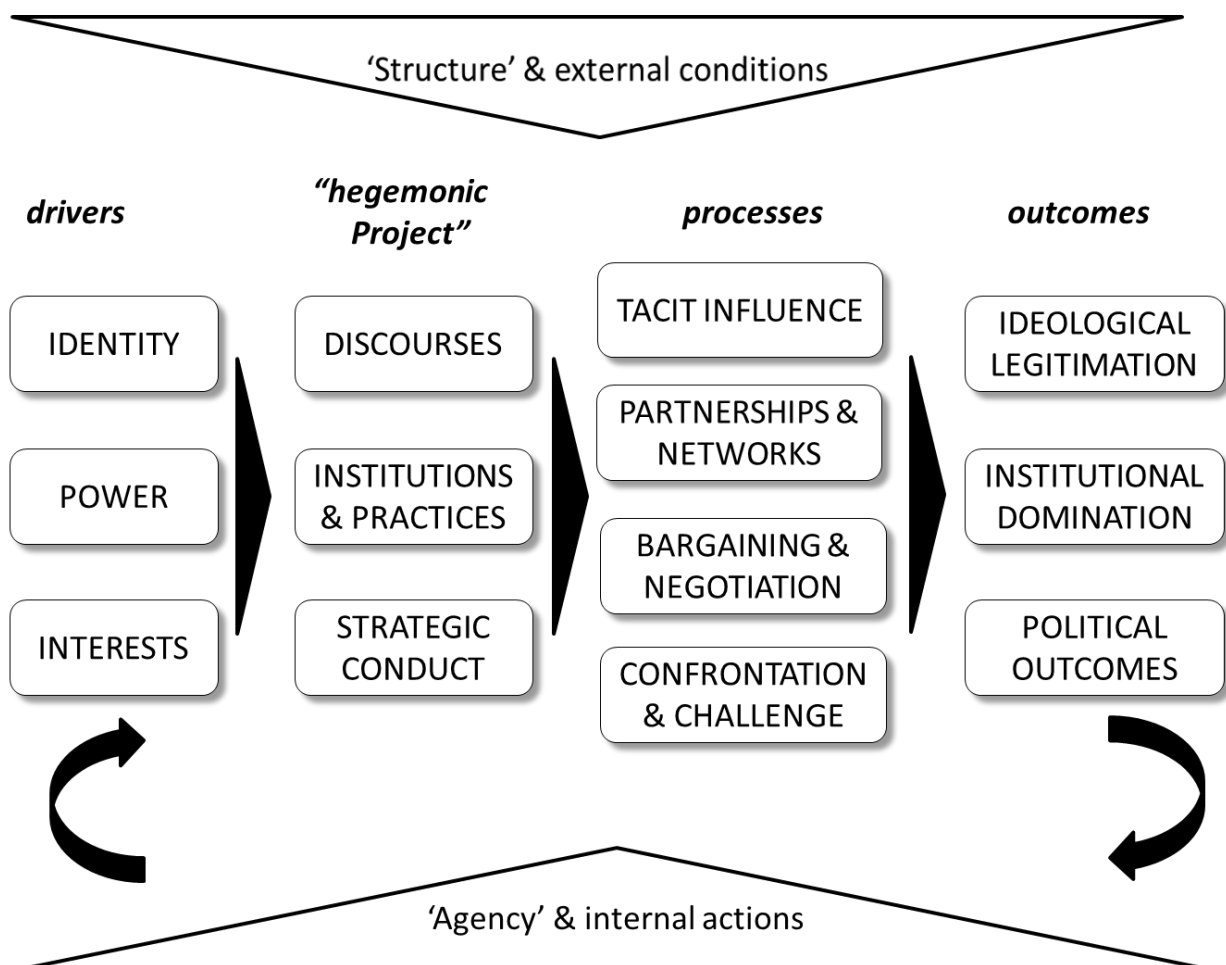 ‘Structure’ & external conditions
drivers
“hegemonic
Project”
processes
outcomes
IDENTITY
POWER
INTERESTS
DISCOURSES
INSTITUTIONS
& PRACTICES
STRATEGIC
CONDUCT
TACIT INFLUENCE
PARTNERSHIPS &
NETWORKS
BARGAINING &
NEGOTIATION
CONFRONTATION
& CHALLENGE
IDEOLOGICAL
LEGITIMATION
INSTITUTIONAL
DOMINATION
POLITICAL
OUTCOMES
‘Agency’ & internal actions